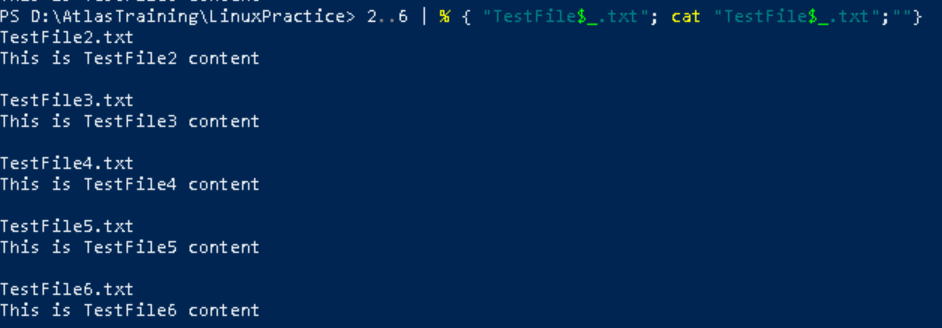 PS D:\AtlasTraining\LinuxPractice> 2..6 | % { "TestFile$_.txt"; cat "TestFile$_.txt";""}
TestFile2.txt
This is TestFile2 content
TestFile3.txt
This is TestFile3 content
TestFile4.txt
This is TestFile4 content
TestFile5.txt
This is TestFile5 content
TestFile6.txt
This is TestFile6 content